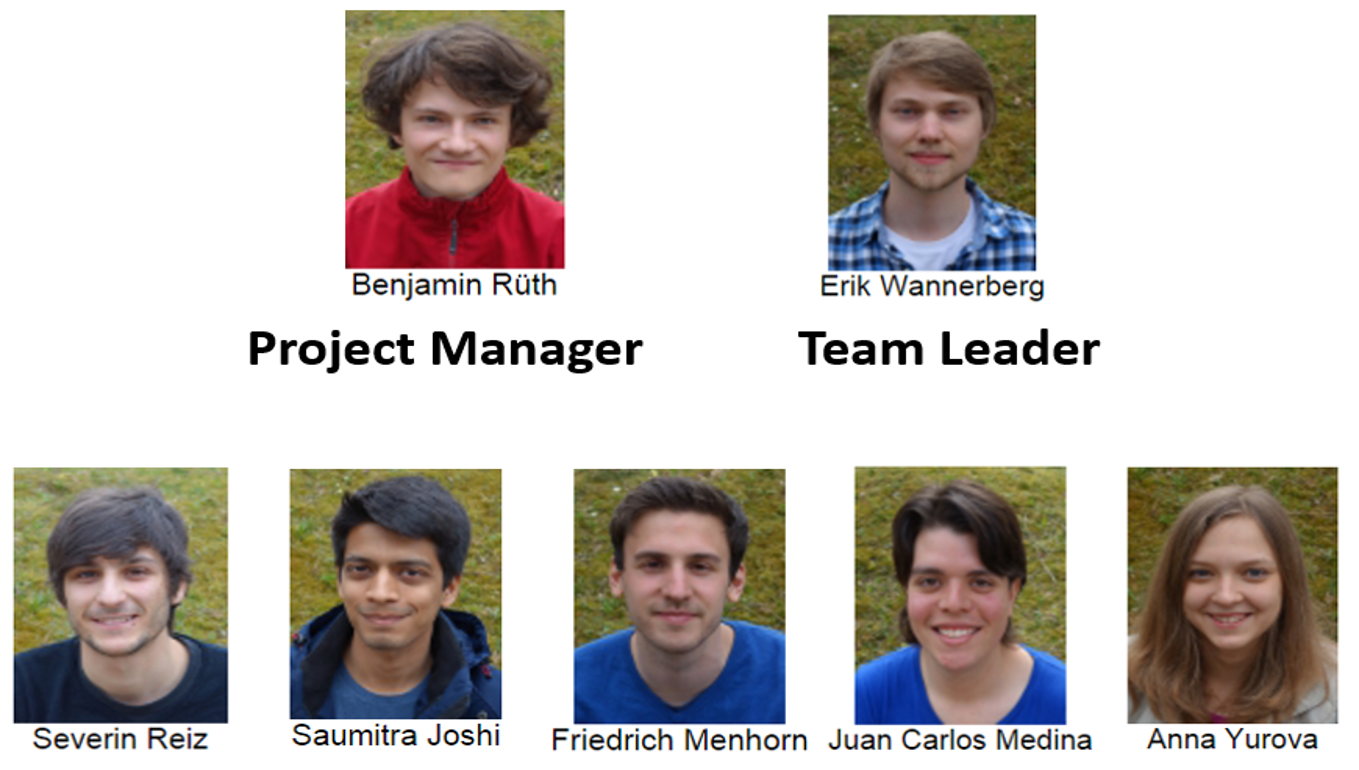 Benjamin Rüth
Erik Wannerberg
Project Manager
Team Leader
Severin Reiz
Saumitra Joshi
Friedrich Menhorn
Juan Carlos Medina
Anna Yurova